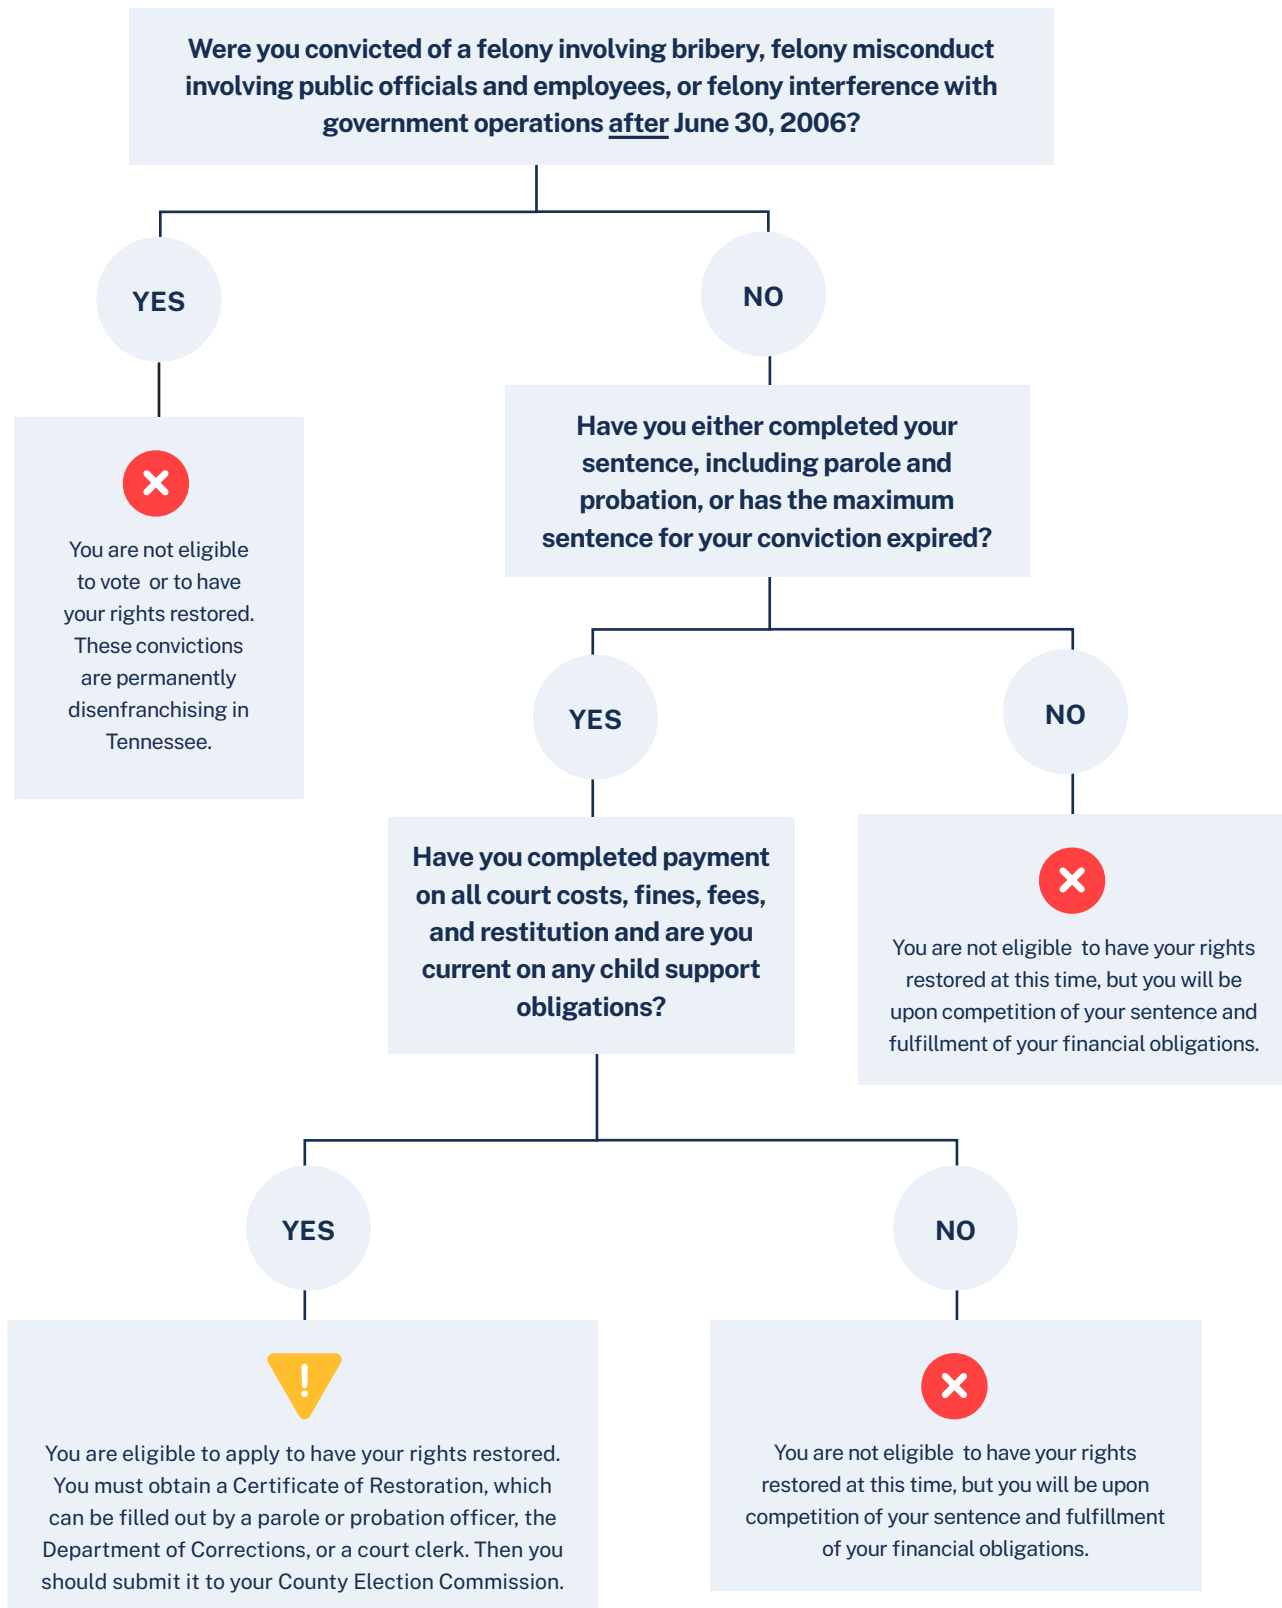 Were you convicted of a felony involving bribery, felony misconduct
involving public officials and employees, or felony interference with
government operations after June 30, 2006?
YES
NO
You are not eligible
to vote or to have
your rights restored.
These convictions
are permanently
disenfranchising in
Tennessee.
Have you either completed your
sentence, including parole and
probation, or has the maximum
sentence for your conviction expired?
YES
NO
Have you completed payment
on all court costs, fines, fees,
and restitution and are you
current on any child support
obligations?
You are not eligible to have your rights
restored at this time, but you will be
upon competition of your sentence and
fulfillment of your financial obligations.
YES
NO
You are eligible to apply to have your rights restored.
You must obtain a Certificate of Restoration, which
can be filled out by a parole or probation officer, the
Department of Corrections, or a court clerk. Then you
should submit it to your County Election Commission.
You are not eligible to have your rights
restored at this time, but you will be upon
competition of your sentence and fulfillment
of your financial obligations.